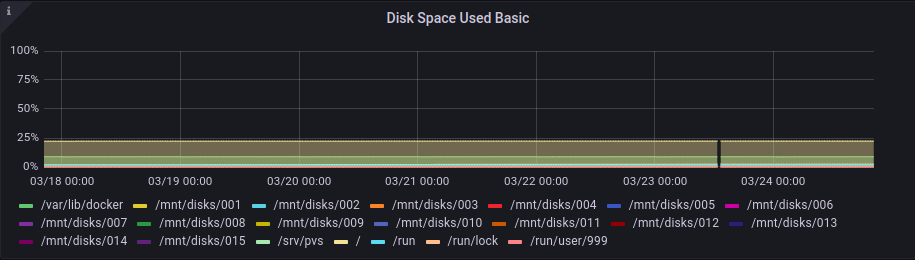 i
Disk Space Used Basic
100%
75%
50%
25%
0%
03/18 00:00 03/19 00:00 03/20 00:00 03/21 00:00 03/22 00:00 03/23 00:00 03/24 00:00
/var/lib/docker /mnt/disks/001 /mnt/disks/002 /mnt/disks/003 /mnt/disks/004 /mnt/disks/005 /mnt/disks/006
/mnt/disks/007 /mnt/disks/008 /mnt/disks/009 /mnt/disks/010 /mnt/disks/011 /mnt/disks/012 /mnt/disks/013
/mnt/disks/014 /mnt/disks/015 /srv/pvs / /run /run/lock /run/user/999